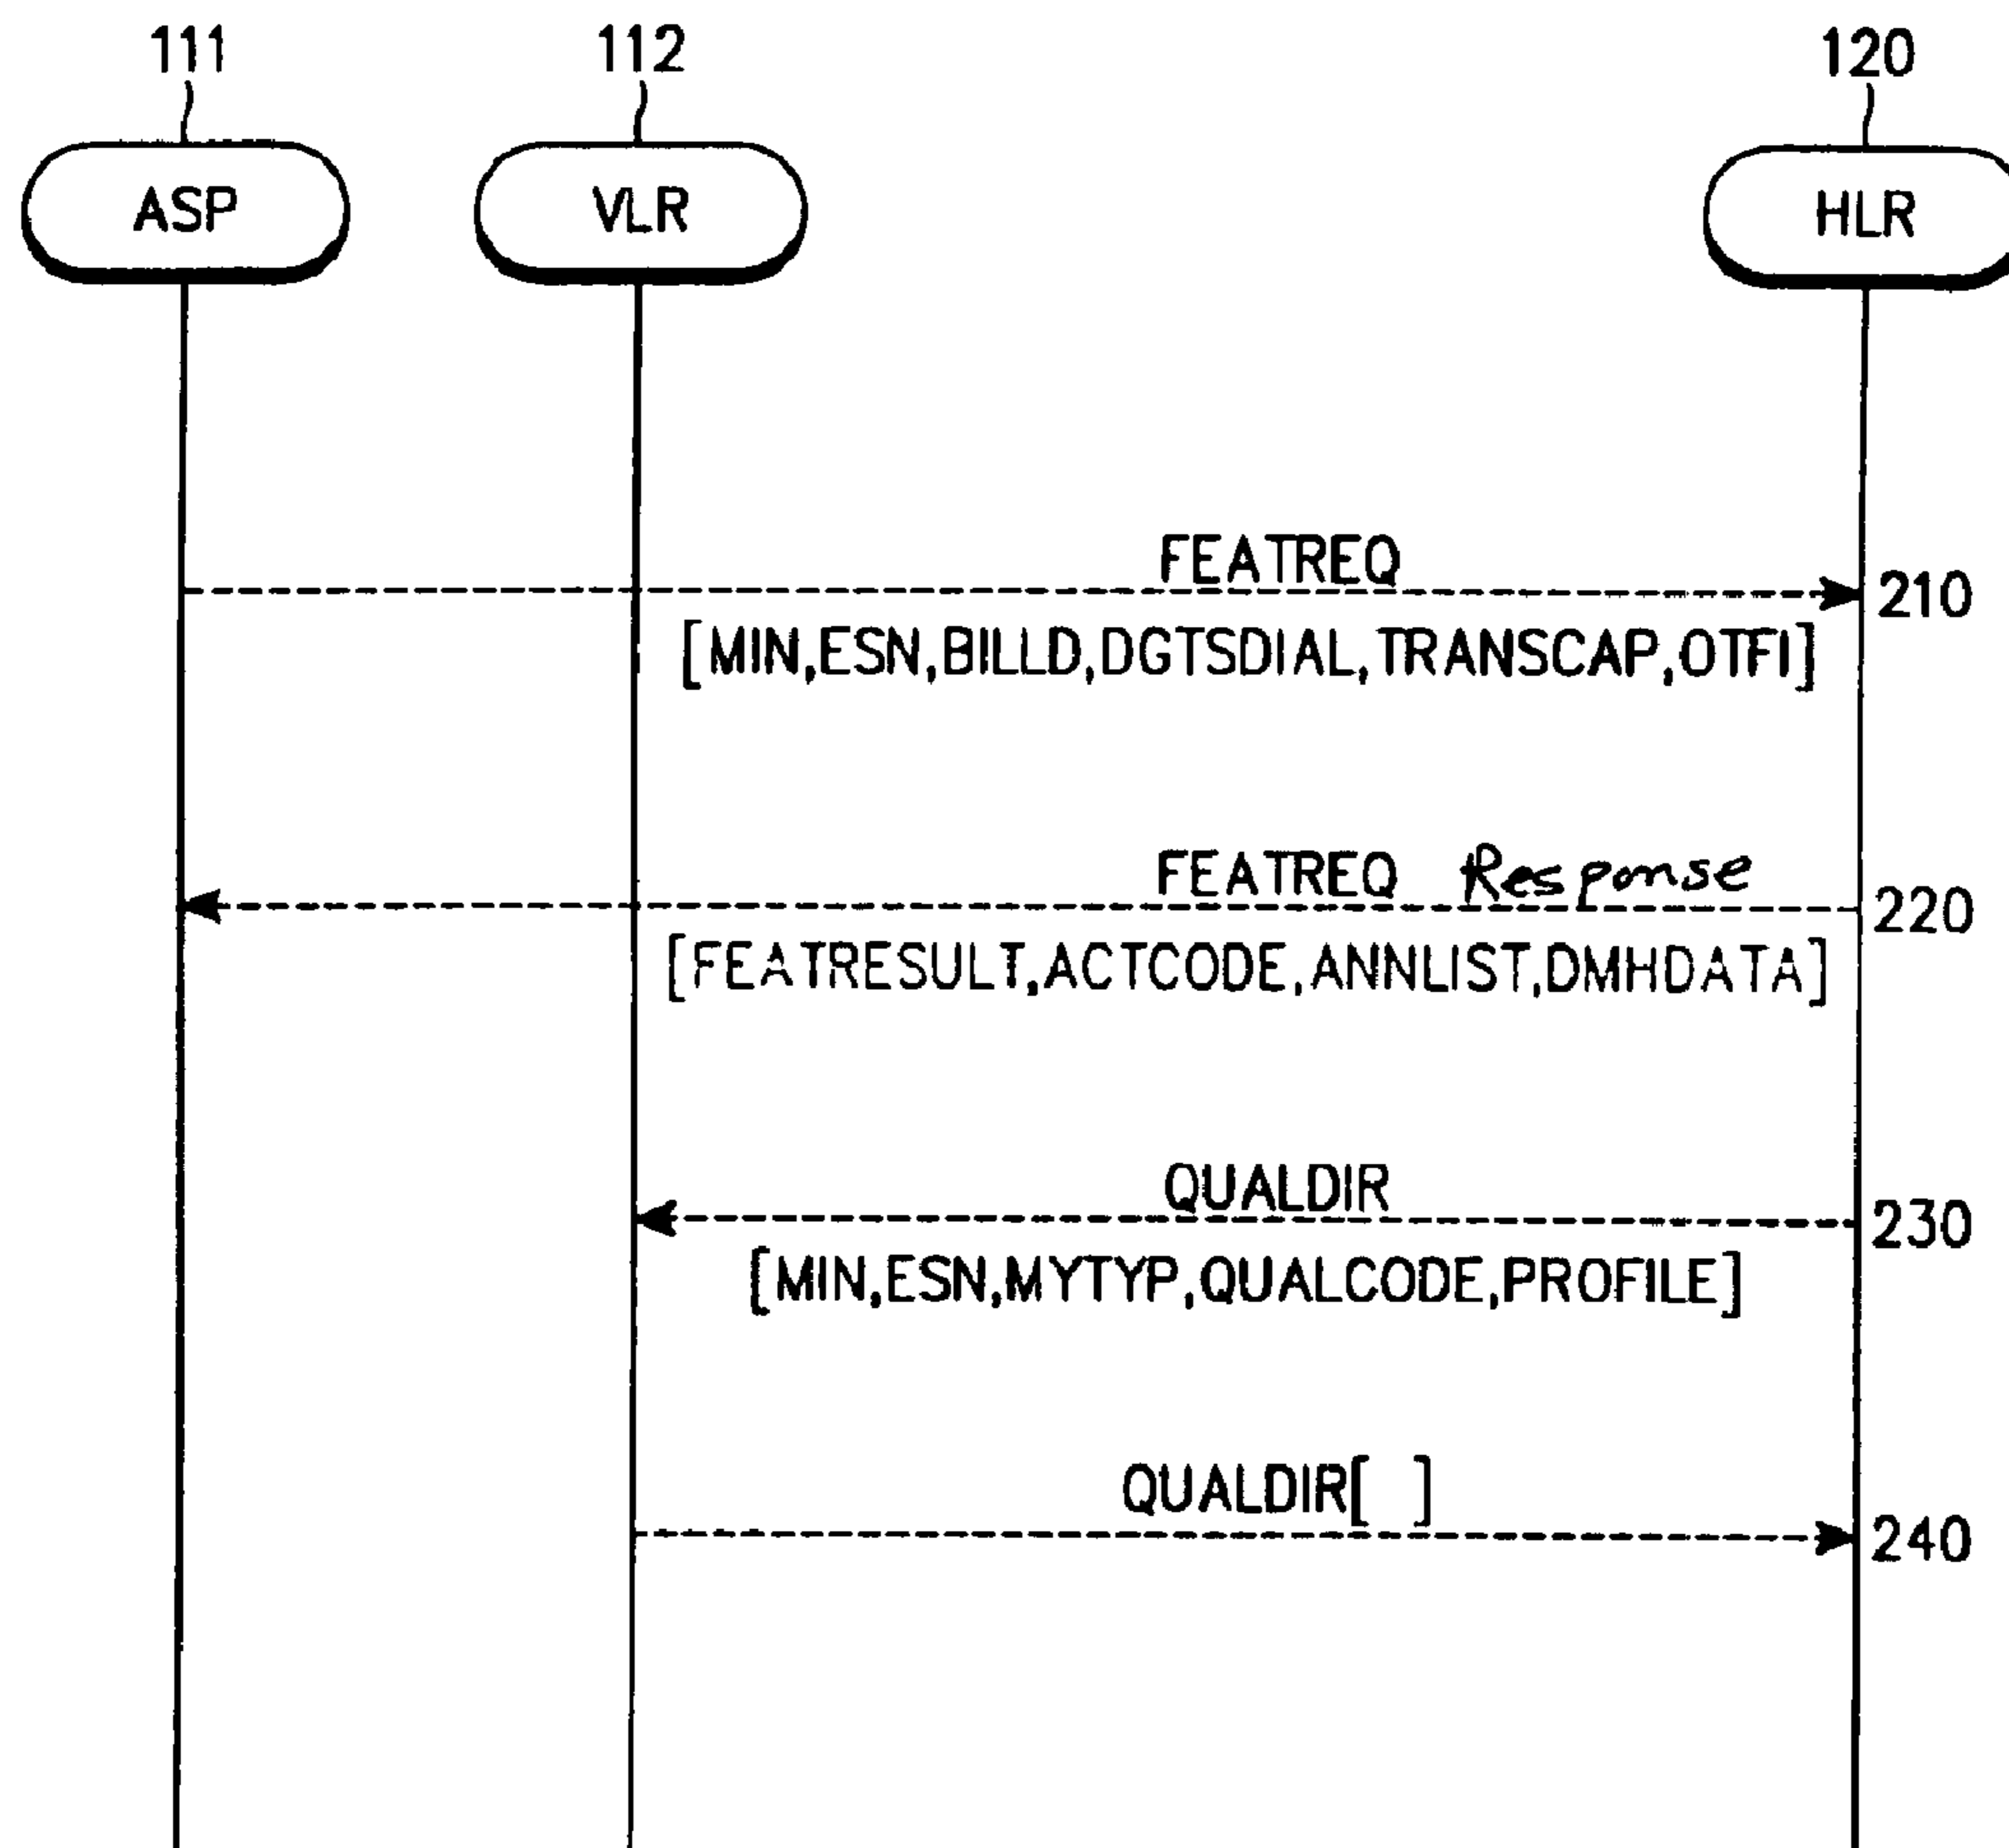 111 112 120
ASP VLR HLR
FEATREQ
210
[MIN,ESN,BILLD,DGTSDIAL,TRANSCAP,OTFI]
FEATREQ Response
220
[FEATRESULT,ACTCODE,ANNLIST,DMHDATA]
QUALDIR
230
[MIN,ESN,MYTYP,QUALCODE,PROFILE]
QUALDIR[ ]
240